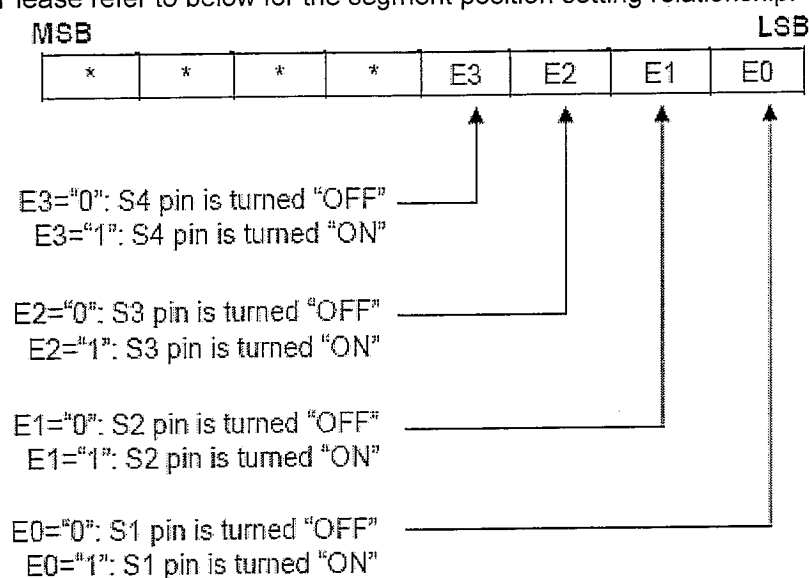 Please refer to below for the segment position setting relationship.
MSB LSB
* * * * E3 E2 E1 E0
E3="0": S4 pin is turned "OFF"
E3="1": S4 pin is turned "ON"
E2="0": S3 pin is turned "OFF"
E2="1": S3 pin is turned "ON"
E1="0": S2 pin is turned "OFF"
E1="1": S2 pin is turned "ON"
E0="0": S1 pin is turned "OFF"
E0="1": S1 pin is turned "ON"